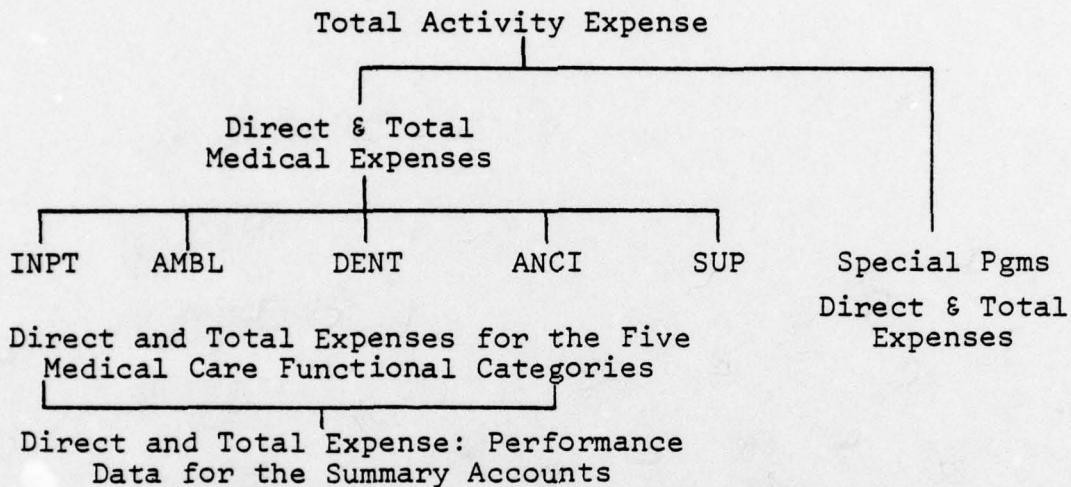 Total Activity Expense
Direct & Total
Medical Expenses
INPT AMBL DENT ANCI SUP Special Pgms
Direct & Total
Expenses
Direct and Total Expenses for the Five
Medical Care Functional Categories
Direct and Total Expense: Performance
Data for the Summary Accounts